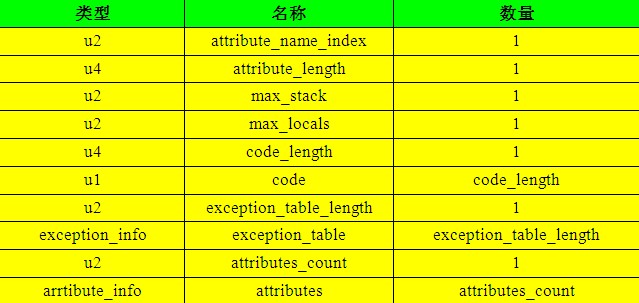 类型 名称 数量
u2 attribute_name_index 1
u4 attribute_length 1
u2 max_stack 1
u2 max_locals 1
u4 code_length 1
u1 code code_length
u2 exception_table_length 1
exception_info exception_table exception_table_length
u2 attributes_count 1
arrtibute_info attributes attributes_count